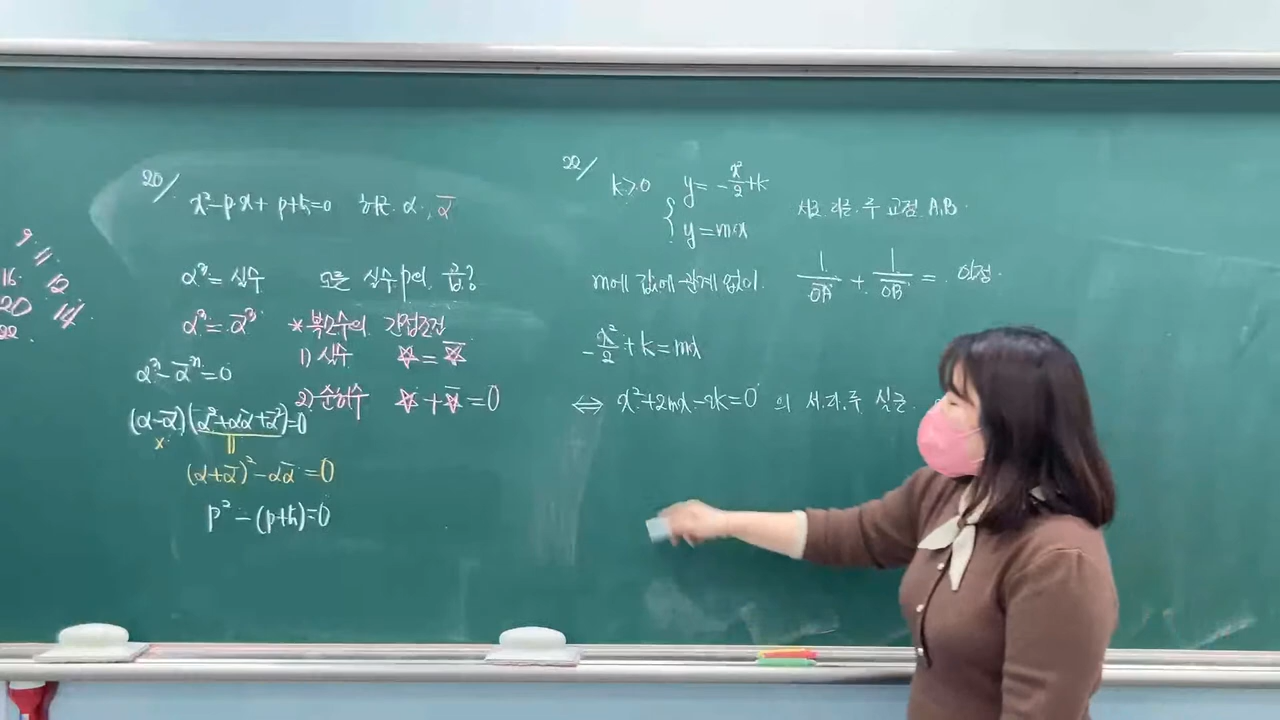 9.
11
16
12
20
14
22.
20/
x²-px+p+h=0 허근 α, ᾱ
α³=실수 모든 실수 p의 곱?
α³=ᾱ³ *복소수의 간접조건
1) 실수 ☆=☆̄
α³-ᾱ³=0
2) 순허수 ☆+☆̄=0
(α-ᾱ)(α²+αᾱ+ᾱ²)=0
x
||
(α+ᾱ)²-αᾱ=0
p²-(p+h)=0
22/
k>0 y=-x²/2+k
y=mx
서로 다른 두 교점 A,B
m의 값에 관계 없이 1/OA + 1/OB = 일정
-x²/2+k=mx
⇔ x²+2mx-2k=0 의 서.다.두 실근